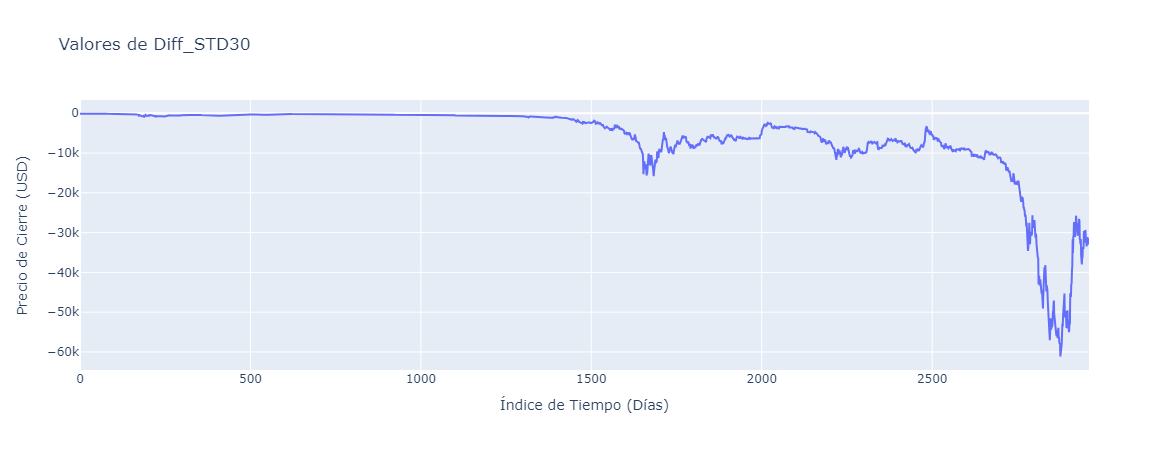 Valores de Diff_STD30
Precio de Cierre (USD)
0
−10k
−20k
−30k
−40k
−50k
−60k
0 500 1000 1500 2000 2500
Índice de Tiempo (Días)